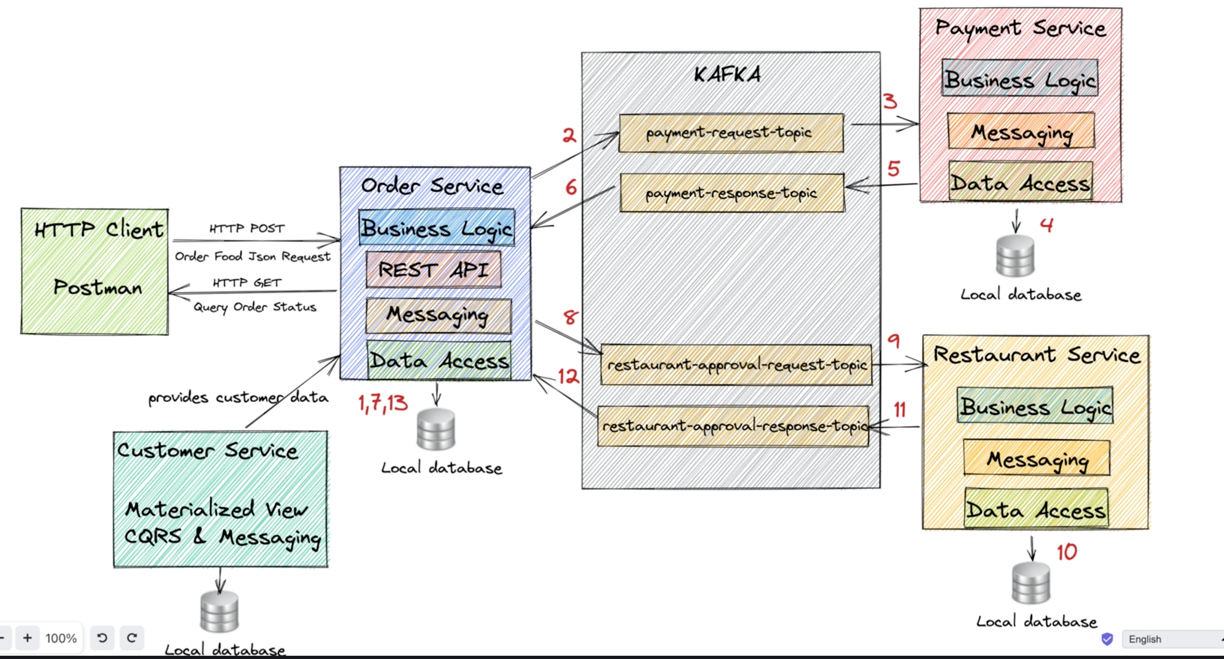 Payment Service
Business Logic
Messaging
Data Access
4
Local database
KAFKA
payment-request-topic
payment-response-topic
restaurant-approval-request-topic
restaurant-approval-response-topic
3
5
2
6
8
12
9
11
Order Service
Business Logic
REST API
Messaging
Data Access
1,7,13
Local database
HTTP Client
Postman
HTTP POST
Order Food Json Request
HTTP GET
Query Order Status
provides customer data
Customer Service
Materialized View
CQRS & Messaging
Local database
Restaurant Service
Business Logic
Messaging
Data Access
10
Local database
100%
English